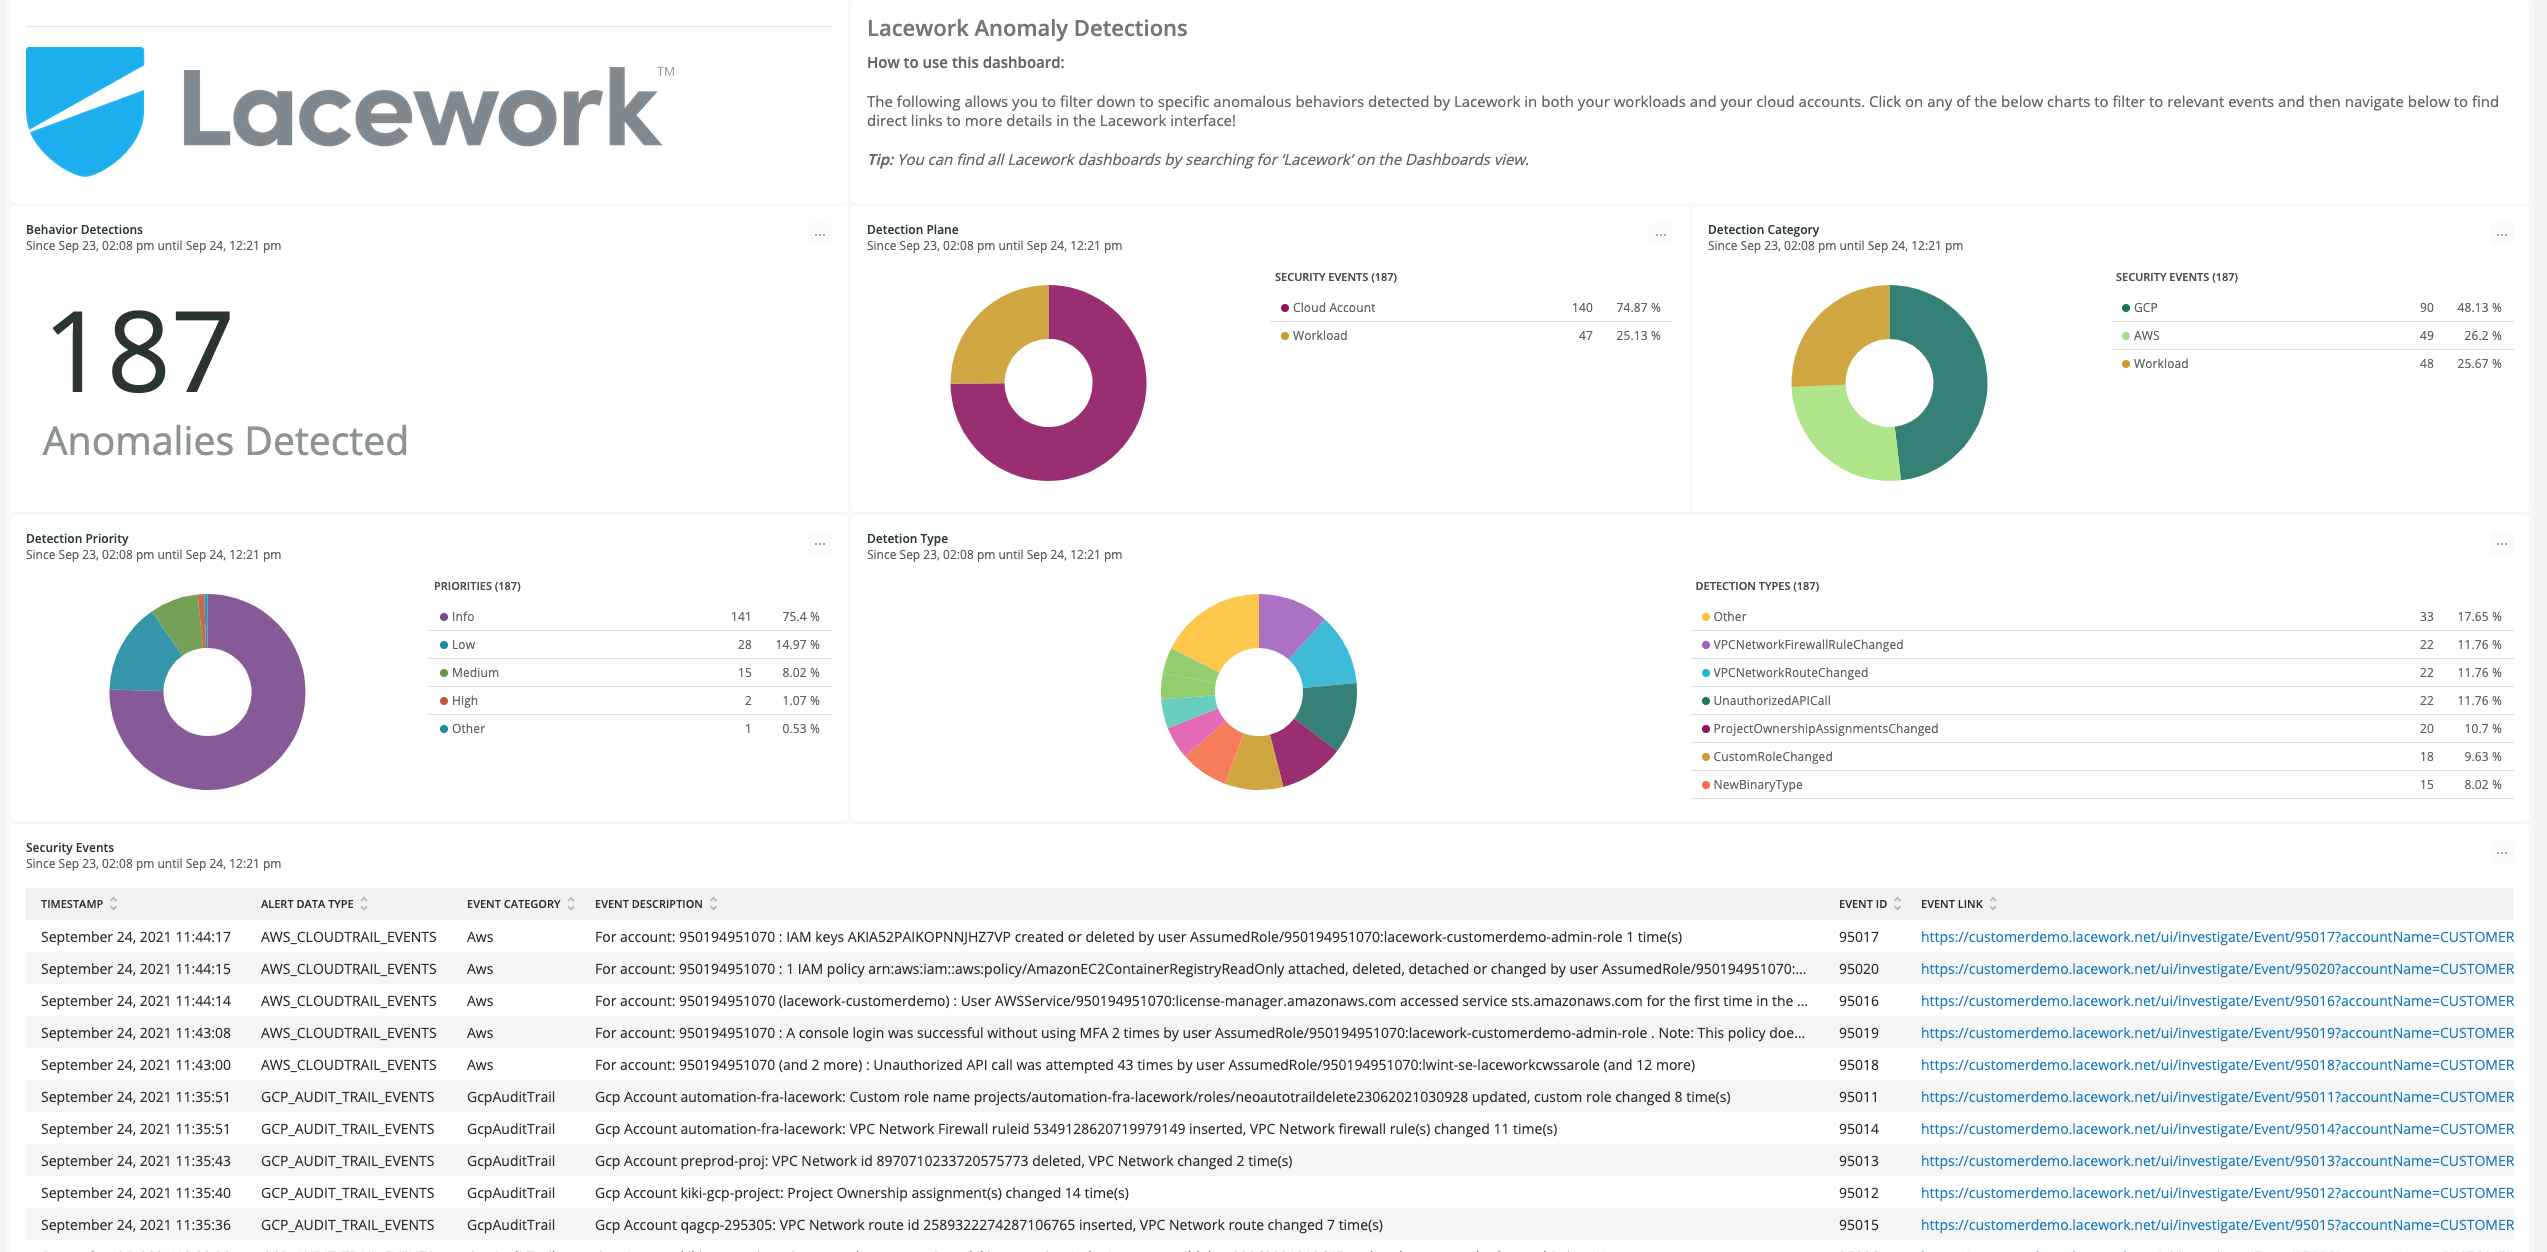 Lacework™
Lacework Anomaly Detections
How to use this dashboard:
The following allows you to filter down to specific anomalous behaviors detected by Lacework in both your workloads and your cloud accounts. Click on any of the below charts to filter to relevant events and then navigate below to find
direct links to more details in the Lacework interface!
Tip: You can find all Lacework dashboards by searching for ‘Lacework’ on the Dashboards view.
Behavior Detections
Since Sep 23, 02:08 pm until Sep 24, 12:21 pm
...
187
Anomalies Detected
Detection Plane
Since Sep 23, 02:08 pm until Sep 24, 12:21 pm
...
SECURITY EVENTS (187)
Cloud Account 140 74.87 %
Workload 47 25.13 %
Detection Category
Since Sep 23, 02:08 pm until Sep 24, 12:21 pm
...
SECURITY EVENTS (187)
GCP 90 48.13 %
AWS 49 26.2 %
Workload 48 25.67 %
Detection Priority
Since Sep 23, 02:08 pm until Sep 24, 12:21 pm
...
PRIORITIES (187)
Info 141 75.4 %
Low 28 14.97 %
Medium 15 8.02 %
High 2 1.07 %
Other 1 0.53 %
Detetion Type
Since Sep 23, 02:08 pm until Sep 24, 12:21 pm
...
DETECTION TYPES (187)
Other 33 17.65 %
VPCNetworkFirewallRuleChanged 22 11.76 %
VPCNetworkRouteChanged 22 11.76 %
UnauthorizedAPICall 22 11.76 %
ProjectOwnershipAssignmentsChanged 20 10.7 %
CustomRoleChanged 18 9.63 %
NewBinaryType 15 8.02 %
Security Events
Since Sep 23, 02:08 pm until Sep 24, 12:21 pm
...
TIMESTAMP ALERT DATA TYPE EVENT CATEGORY EVENT DESCRIPTION EVENT ID EVENT LINK
September 24, 2021 11:44:17 AWS_CLOUDTRAIL_EVENTS Aws For account: 950194951070 : IAM keys AKIA52PAIKOPNNJHZ7VP created or deleted by user AssumedRole/950194951070:lacework-customerdemo-admin-role 1 time(s) 95017 https://customerdemo.lacework.net/ui/investigate/Event/95017?accountName=CUSTOMER
September 24, 2021 11:44:15 AWS_CLOUDTRAIL_EVENTS Aws For account: 950194951070 : 1 IAM policy arn:aws:iam::aws:policy/AmazonEC2ContainerRegistryReadOnly attached, deleted, detached or changed by user AssumedRole/950194951070:... 95020 https://customerdemo.lacework.net/ui/investigate/Event/95020?accountName=CUSTOMER
September 24, 2021 11:44:14 AWS_CLOUDTRAIL_EVENTS Aws For account: 950194951070 (lacework-customerdemo) : User AWSService/950194951070:license-manager.amazonaws.com accessed service sts.amazonaws.com for the first time in the ... 95016 https://customerdemo.lacework.net/ui/investigate/Event/95016?accountName=CUSTOMER
September 24, 2021 11:43:08 AWS_CLOUDTRAIL_EVENTS Aws For account: 950194951070 : A console login was successful without using MFA 2 times by user AssumedRole/950194951070:lacework-customerdemo-admin-role . Note: This policy doe... 95019 https://customerdemo.lacework.net/ui/investigate/Event/95019?accountName=CUSTOMER
September 24, 2021 11:43:00 AWS_CLOUDTRAIL_EVENTS Aws For account: 950194951070 (and 2 more) : Unauthorized API call was attempted 43 times by user AssumedRole/950194951070:lwint-se-laceworkcwssarole (and 12 more) 95018 https://customerdemo.lacework.net/ui/investigate/Event/95018?accountName=CUSTOMER
September 24, 2021 11:35:51 GCP_AUDIT_TRAIL_EVENTS GcpAuditTrail Gcp Account automation-fra-lacework: Custom role name projects/automation-fra-lacework/roles/neoautotraildelete23062021030928 updated, custom role changed 8 time(s) 95011 https://customerdemo.lacework.net/ui/investigate/Event/95011?accountName=CUSTOMER
September 24, 2021 11:35:51 GCP_AUDIT_TRAIL_EVENTS GcpAuditTrail Gcp Account automation-fra-lacework: VPC Network Firewall ruleid 5349128620719979149 inserted, VPC Network firewall rule(s) changed 11 time(s) 95014 https://customerdemo.lacework.net/ui/investigate/Event/95014?accountName=CUSTOMER
September 24, 2021 11:35:43 GCP_AUDIT_TRAIL_EVENTS GcpAuditTrail Gcp Account preprod-proj: VPC Network id 8970710233720575773 deleted, VPC Network changed 2 time(s) 95013 https://customerdemo.lacework.net/ui/investigate/Event/95013?accountName=CUSTOMER
September 24, 2021 11:35:40 GCP_AUDIT_TRAIL_EVENTS GcpAuditTrail Gcp Account kiki-gcp-project: Project Ownership assignment(s) changed 14 time(s) 95012 https://customerdemo.lacework.net/ui/investigate/Event/95012?accountName=CUSTOMER
September 24, 2021 11:35:36 GCP_AUDIT_TRAIL_EVENTS GcpAuditTrail Gcp Account qagcp-295305: VPC Network route id 2589322274287106765 inserted, VPC Network route changed 7 time(s) 95015 https://customerdemo.lacework.net/ui/investigate/Event/95015?accountName=CUSTOMER